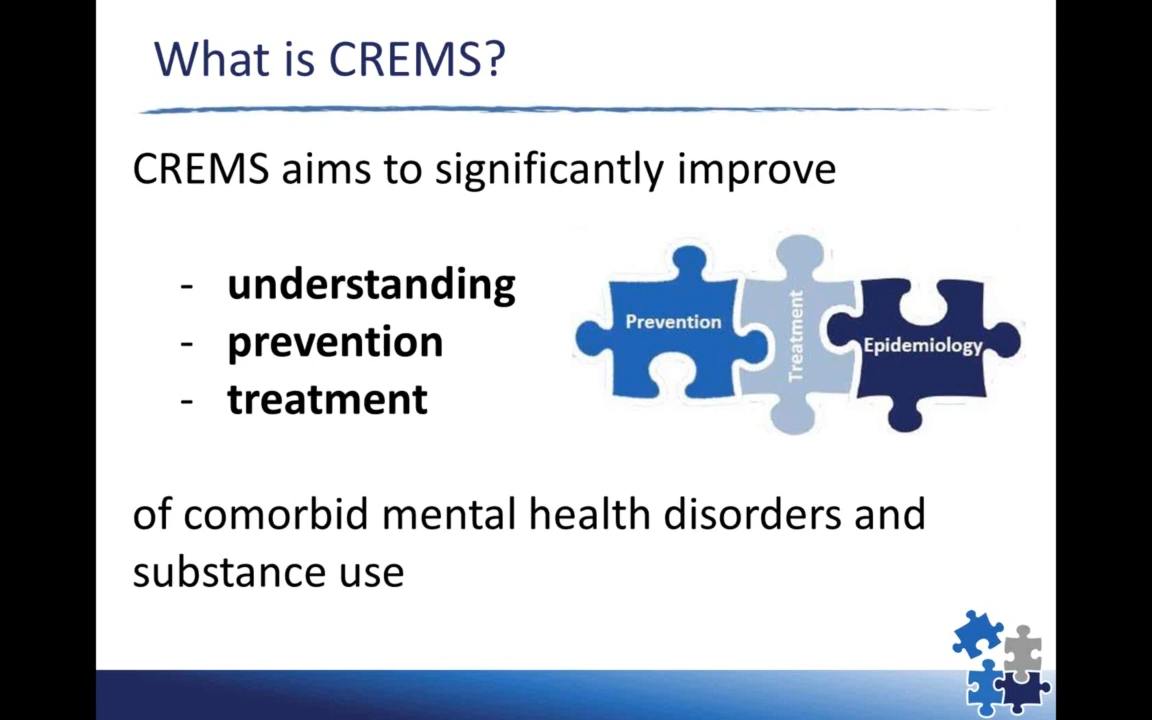 What is CREMS?
CREMS aims to significantly improve
- understanding
- prevention
- treatment
Prevention
Treatment
Epidemiology
of comorbid mental health disorders and
substance use